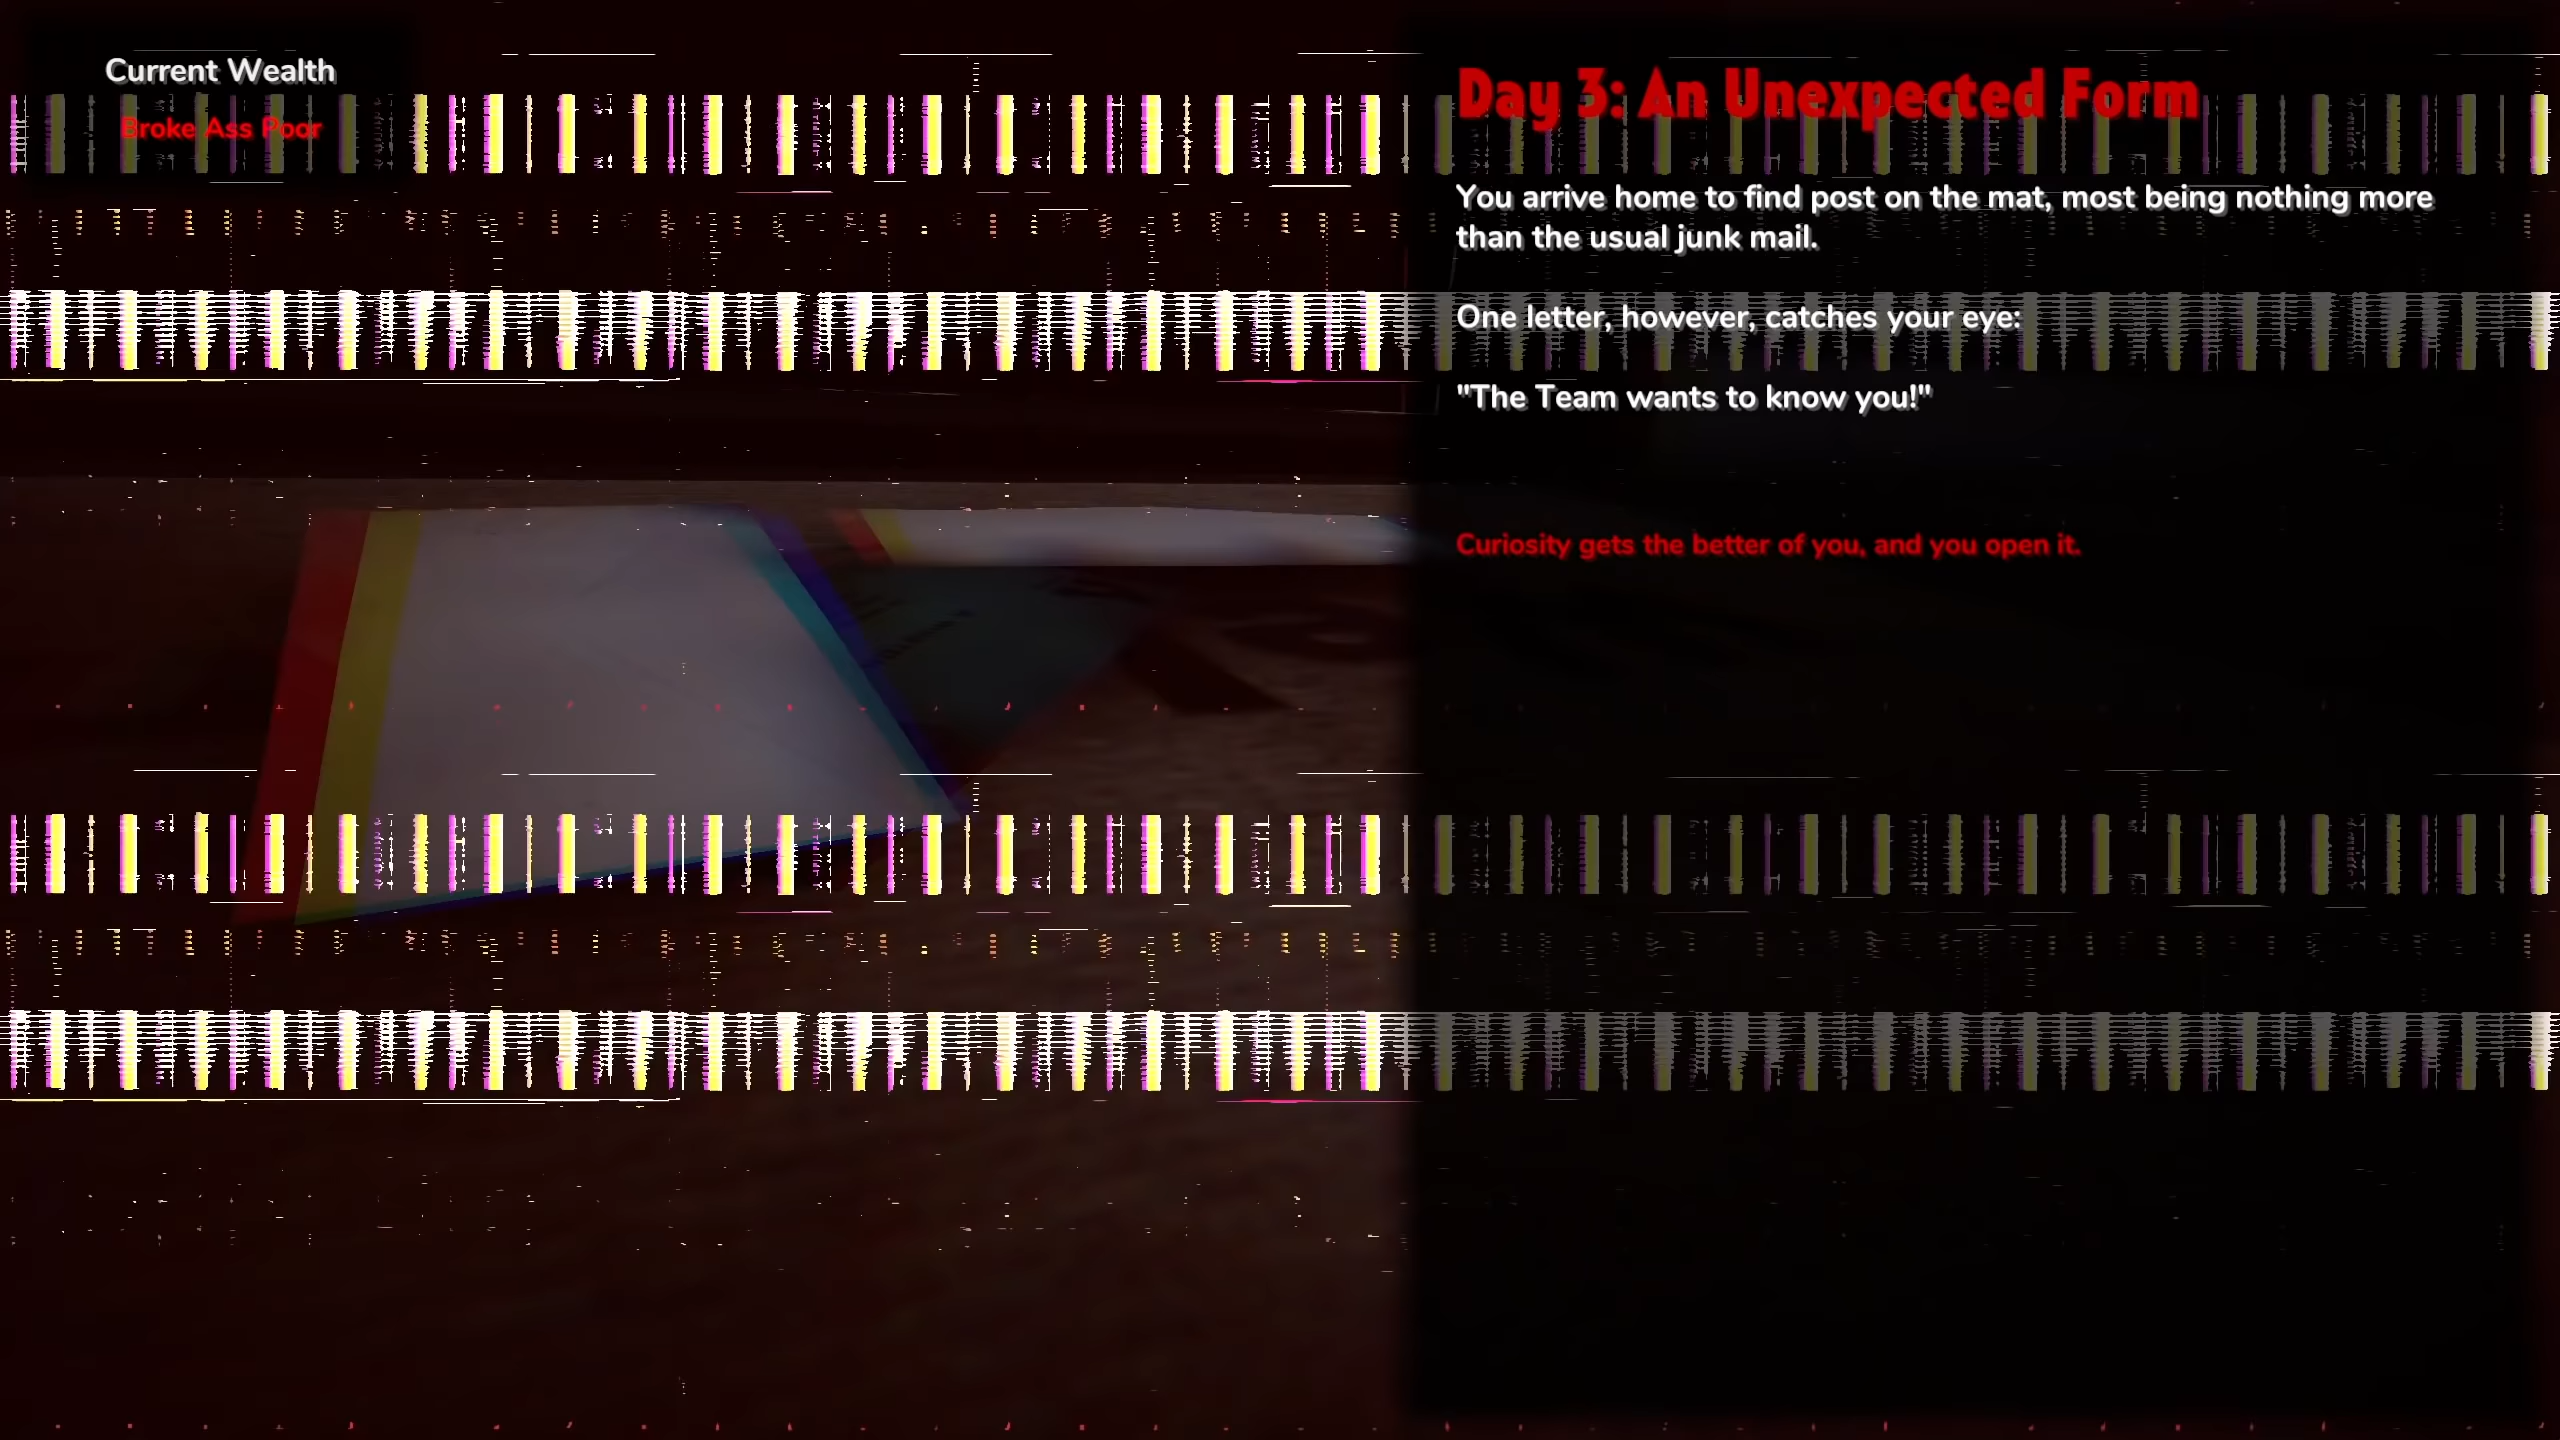 Current Wealth
Broke Ass Poor
Day 3: An Unexpected Form
You arrive home to find post on the mat, most being nothing more
than the usual junk mail.
One letter, however, catches your eye:
"The Team wants to know you!"
Curiosity gets the better of you, and you open it.